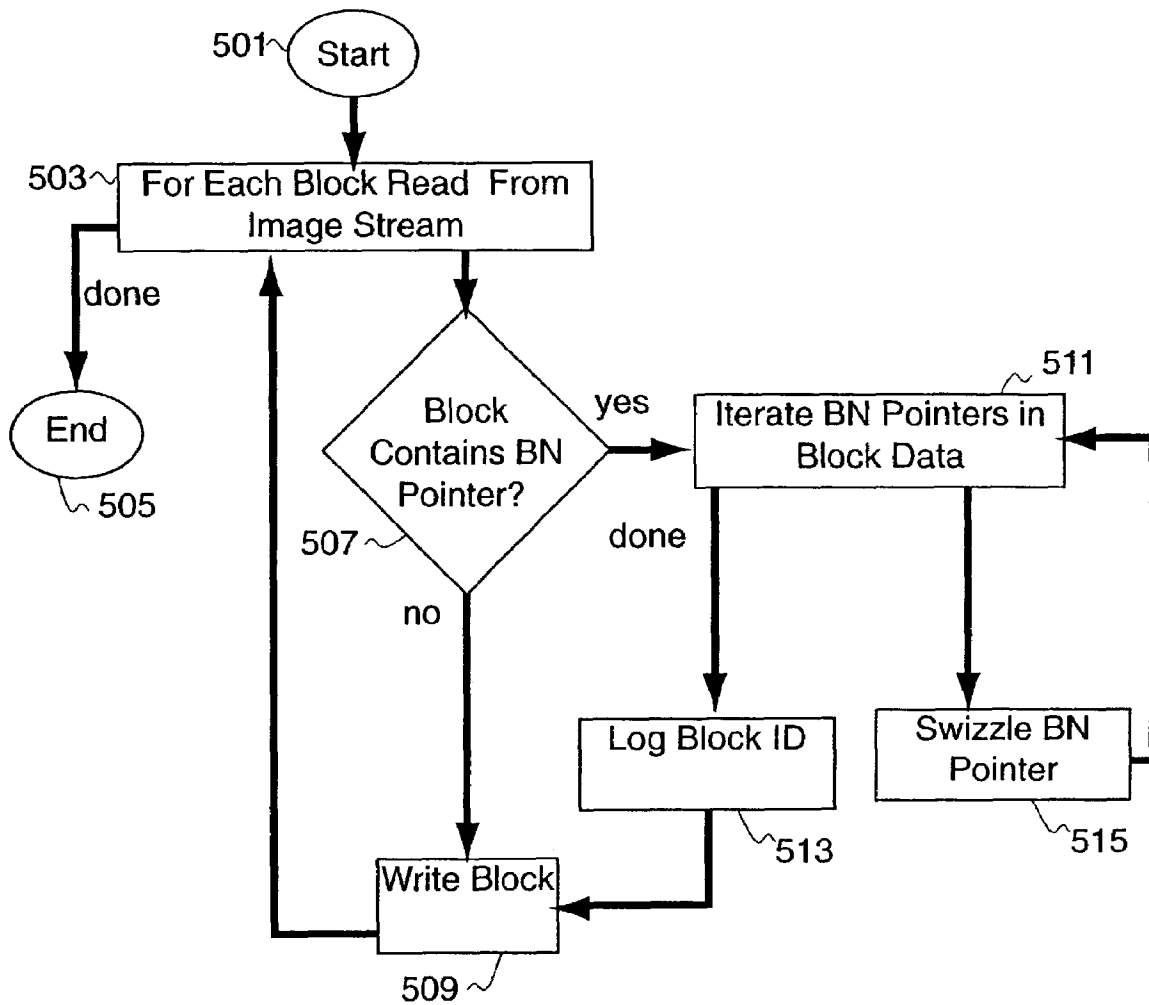 501
Start
503
For Each Block Read From
Image Stream
done
End
505
Block
Contains BN
Pointer?
507
yes
no
511
Iterate BN Pointers in
Block Data
done
Log Block ID
513
Swizzle BN
Pointer
515
Write Block
509